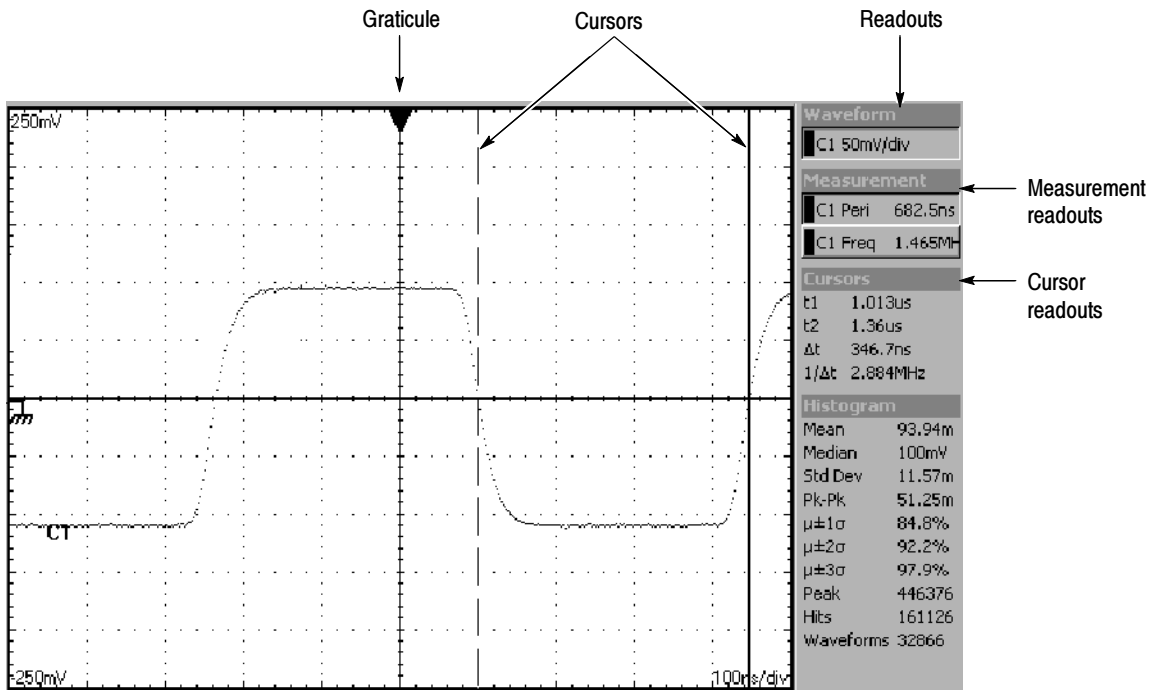 Graticule
Cursors
Readouts
250mV
Waveform
C1 50mV/div
Measurement
C1 Peri 682.5ns
C1 Freq 1.465MH
Measurement
readouts
Cursors
t1 1.013us
t2 1.36us
Δt 346.7ns
1/Δt 2.884MHz
Cursor
readouts
Histogram
Mean 93.94m
Median 100mV
Std Dev 11.57m
Pk-Pk 51.25m
µ±1σ 84.8%
µ±2σ 92.2%
µ±3σ 97.9%
Peak 446376
Hits 161126
Waveforms 32866
C1
-250mV
100ns/div